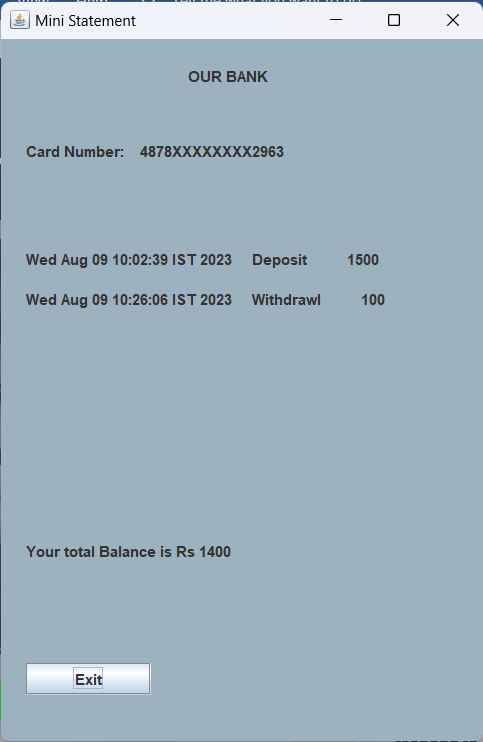 Mini Statement
OUR BANK
Card Number: 4878XXXXXXXX2963
Wed Aug 09 10:02:39 IST 2023 Deposit 1500
Wed Aug 09 10:26:06 IST 2023 Withdrawl 100
Your total Balance is Rs 1400
Exit